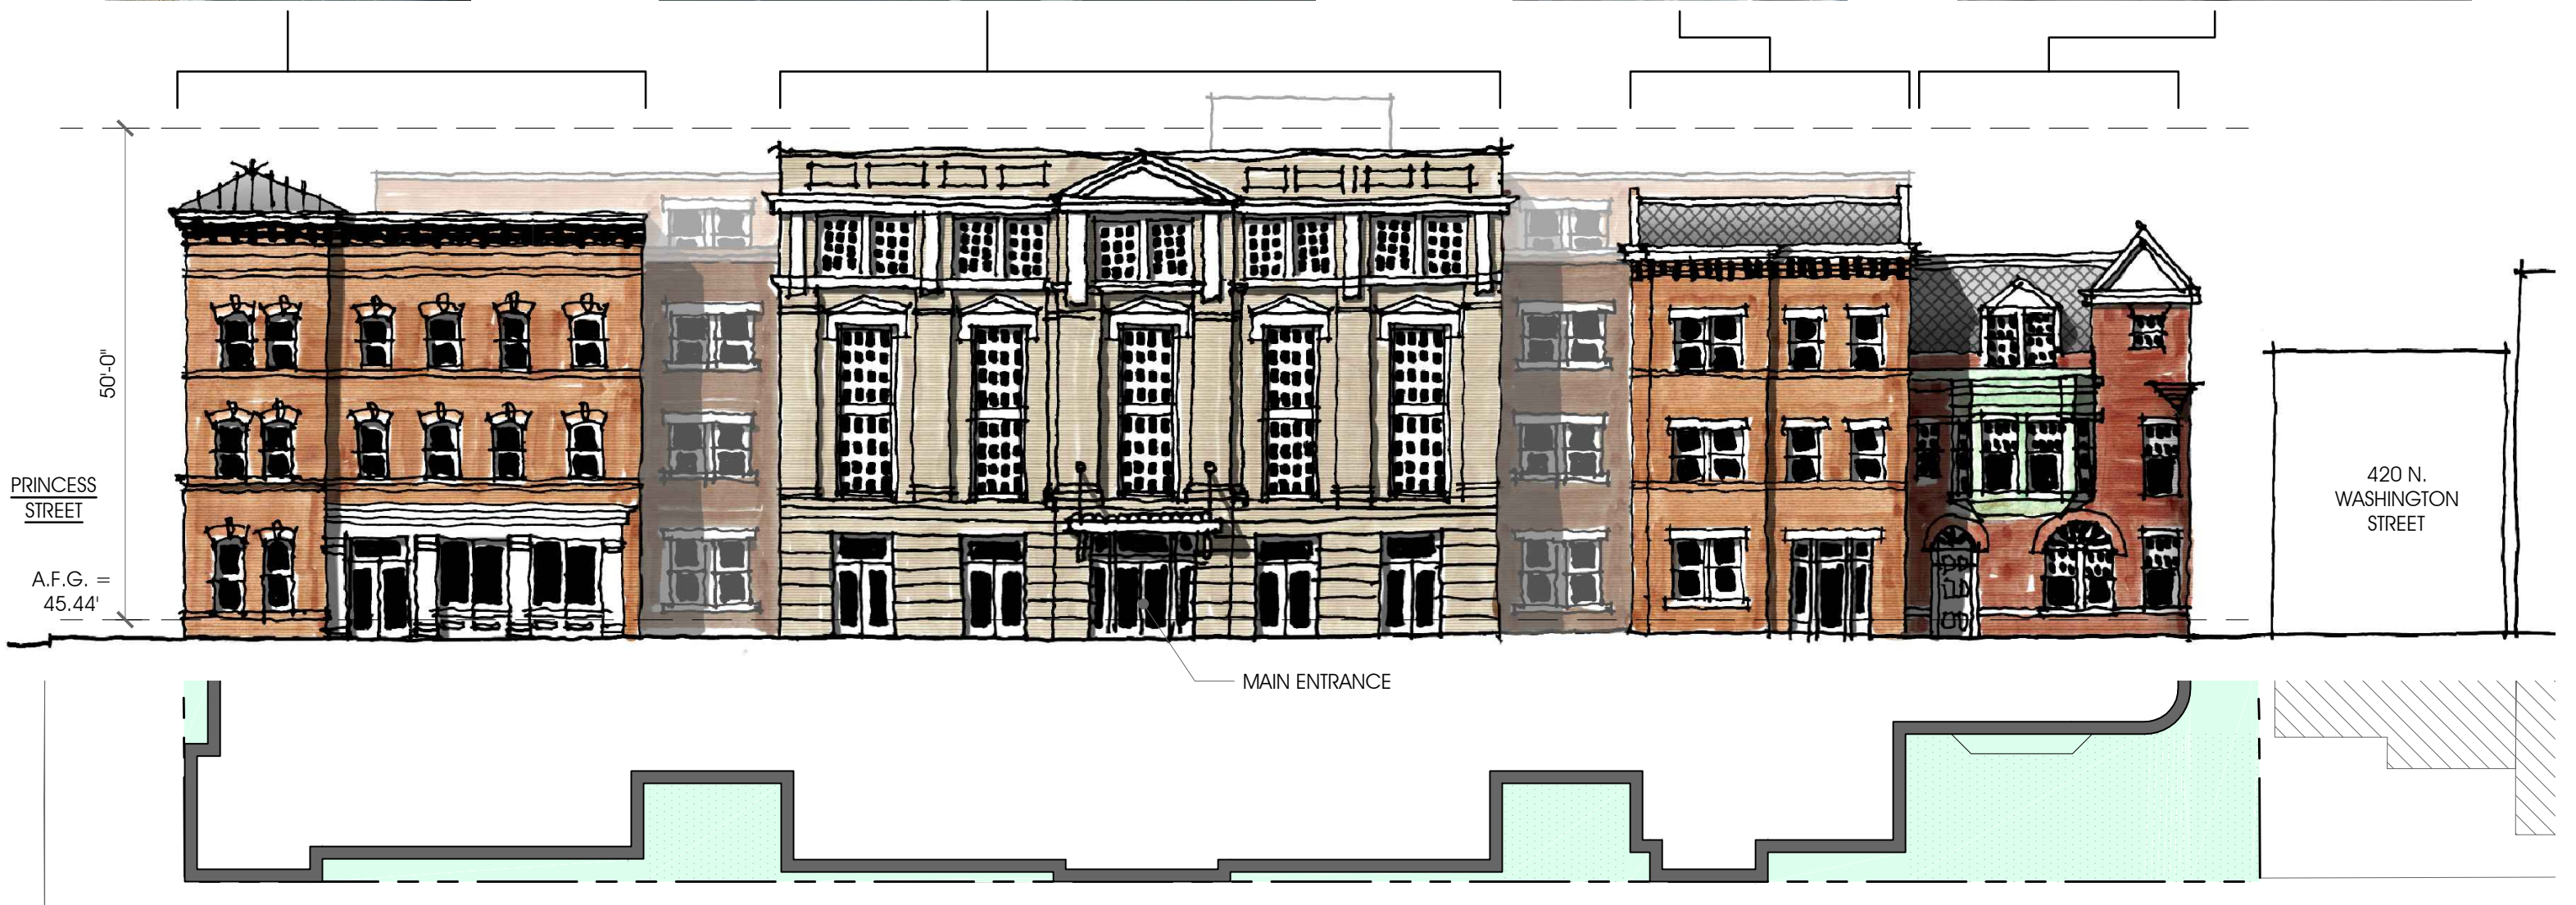 50'-0"
PRINCESS
STREET
A.F.G. =
45.44'
420 N.
WASHINGTON
STREET
MAIN ENTRANCE